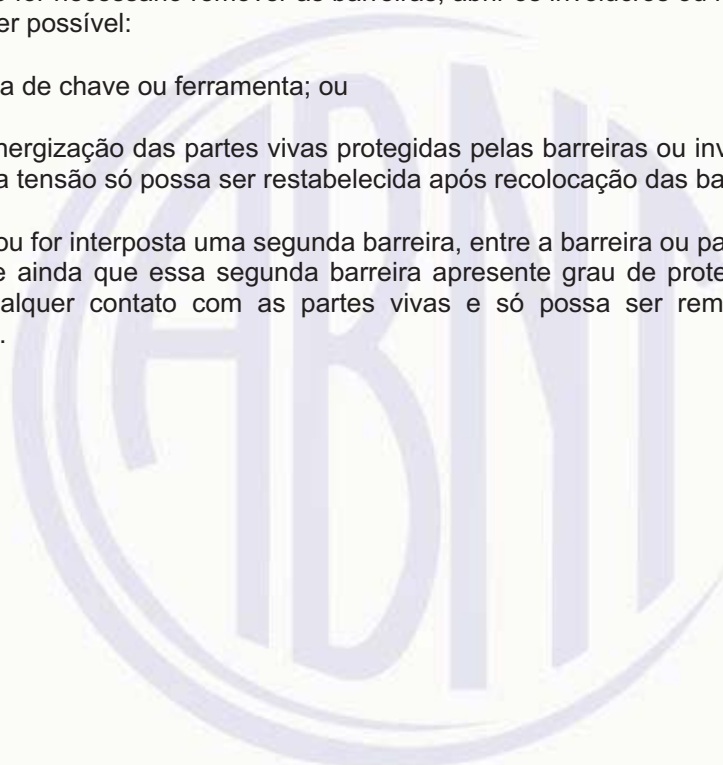 for necessário remover as barreiras, abrir os invólucros ou
er possível:
a de chave ou ferramenta; ou
nergização das partes vivas protegidas pelas barreiras ou inv
a tensão só possa ser restabelecida após recolocação das ba
ou for interposta uma segunda barreira, entre a barreira ou pa
e ainda que essa segunda barreira apresente grau de prote
alquer contato com as partes vivas e só possa ser rem
.
ABNT